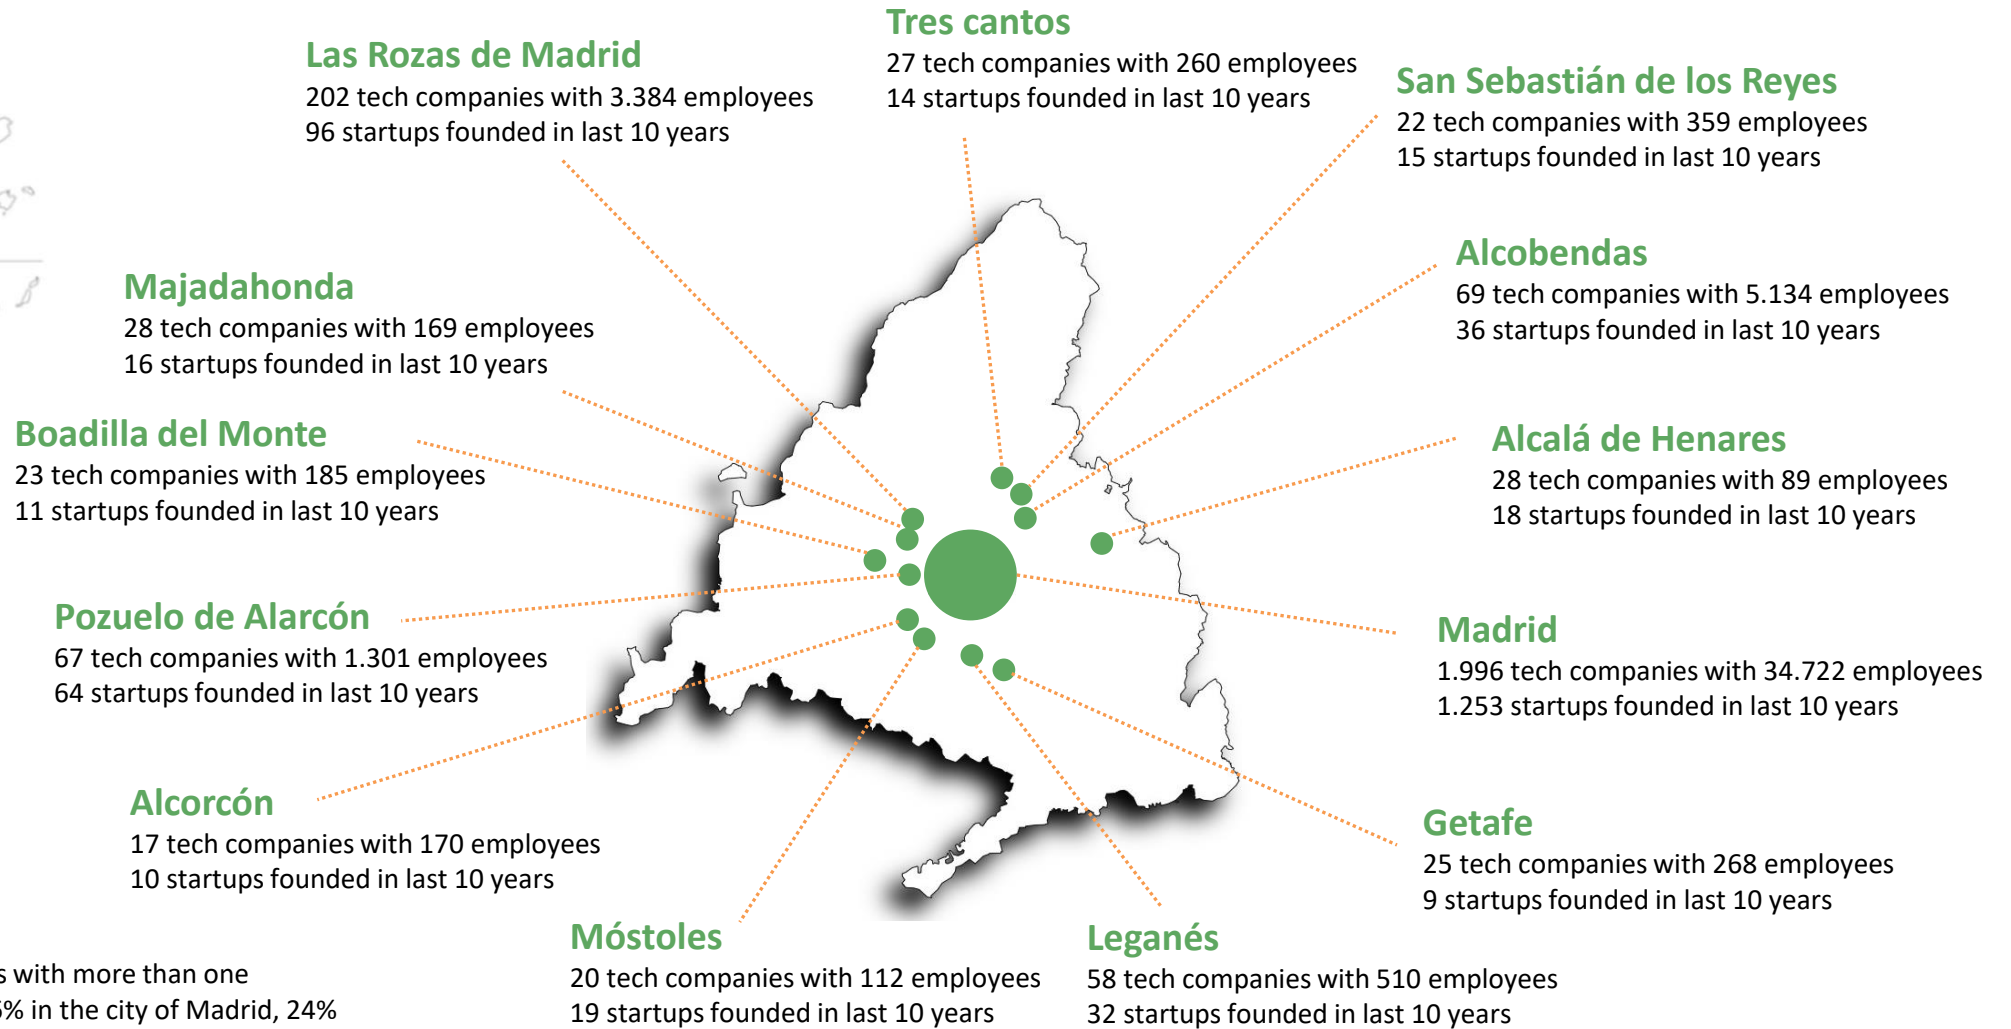 Tres cantos
27 tech companies with 260 employees
14 startups founded in last 10 years
Las Rozas de Madrid
202 tech companies with 3.384 employees
96 startups founded in last 10 years
San Sebastián de los Reyes
22 tech companies with 359 employees
15 startups founded in last 10 years
Majadahonda
28 tech companies with 169 employees
16 startups founded in last 10 years
Alcobendas
69 tech companies with 5.134 employees
36 startups founded in last 10 years
Boadilla del Monte
23 tech companies with 185 employees
11 startups founded in last 10 years
Alcalá de Henares
28 tech companies with 89 employees
18 startups founded in last 10 years
Pozuelo de Alarcón
67 tech companies with 1.301 employees
64 startups founded in last 10 years
Madrid
1.996 tech companies with 34.722 employees
1.253 startups founded in last 10 years
Alcorcón
17 tech companies with 170 employees
10 startups founded in last 10 years
Getafe
25 tech companies with 268 employees
9 startups founded in last 10 years
Móstoles
20 tech companies with 112 employees
19 startups founded in last 10 years
Leganés
58 tech companies with 510 employees
32 startups founded in last 10 years
with more than one
% in the city of Madrid, 24%